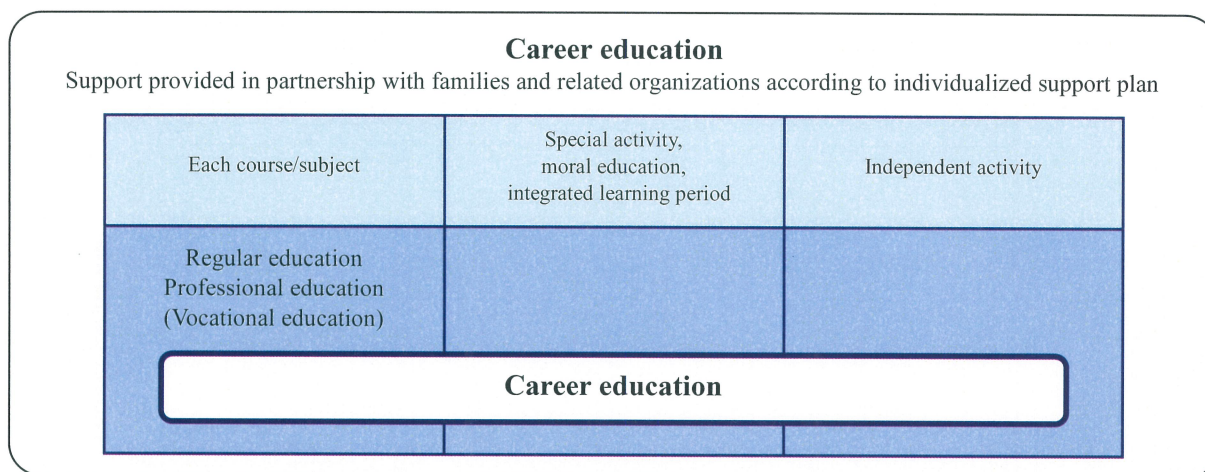 Career education
Support provided in partnership with families and related organizations according to individualized support plan
Each course/subject
Special activity,
moral education,
integrated learning period
Independent activity
Regular education
Professional education
(Vocational education)
Career education